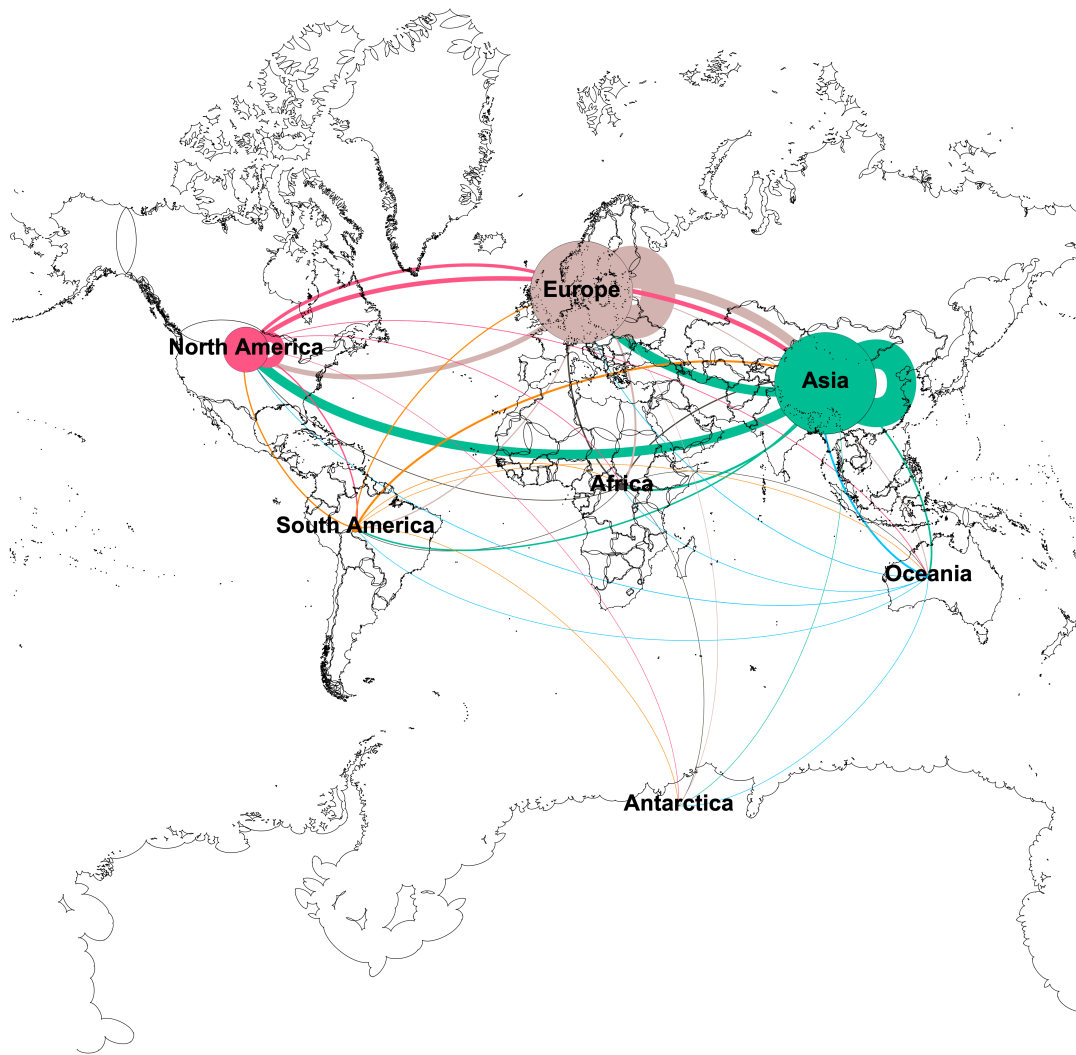 Europe
North America
Asia
Africa
South America
Oceania
Antarctica